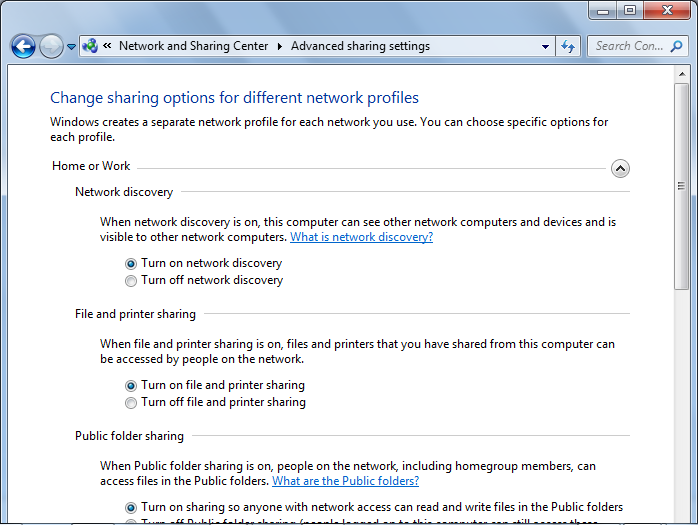 « Network and Sharing Center ▸ Advanced sharing settings
Search Con...
Change sharing options for different network profiles
Windows creates a separate network profile for each network you use. You can choose specific options for
each profile.
Home or Work
Network discovery
When network discovery is on, this computer can see other network computers and devices and is
visible to other network computers. What is network discovery?
Turn on network discovery
Turn off network discovery
File and printer sharing
When file and printer sharing is on, files and printers that you have shared from this computer can
be accessed by people on the network.
Turn on file and printer sharing
Turn off file and printer sharing
Public folder sharing
When Public folder sharing is on, people on the network, including homegroup members, can
access files in the Public folders. What are the Public folders?
Turn on sharing so anyone with network access can read and write files in the Public folders
Turn off Public folder sharing (people logged on to this computer can still access these